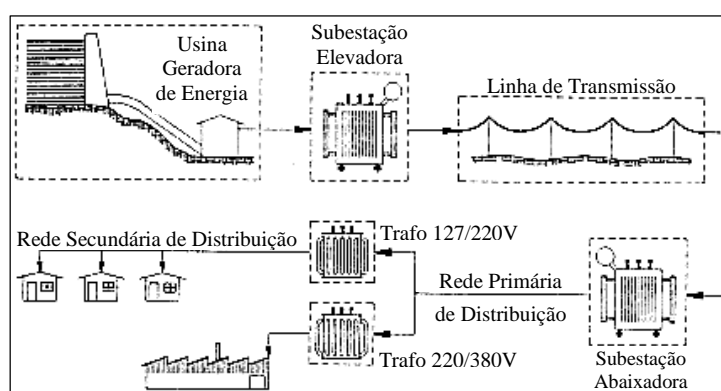 Usina
Geradora
de Energia
Subestação
Elevadora
Linha de Transmissão
Rede Secundária de Distribuição
Trafo 127/220V
Rede Primária
de Distribuição
Trafo 220/380V
Subestação
Abaixadora